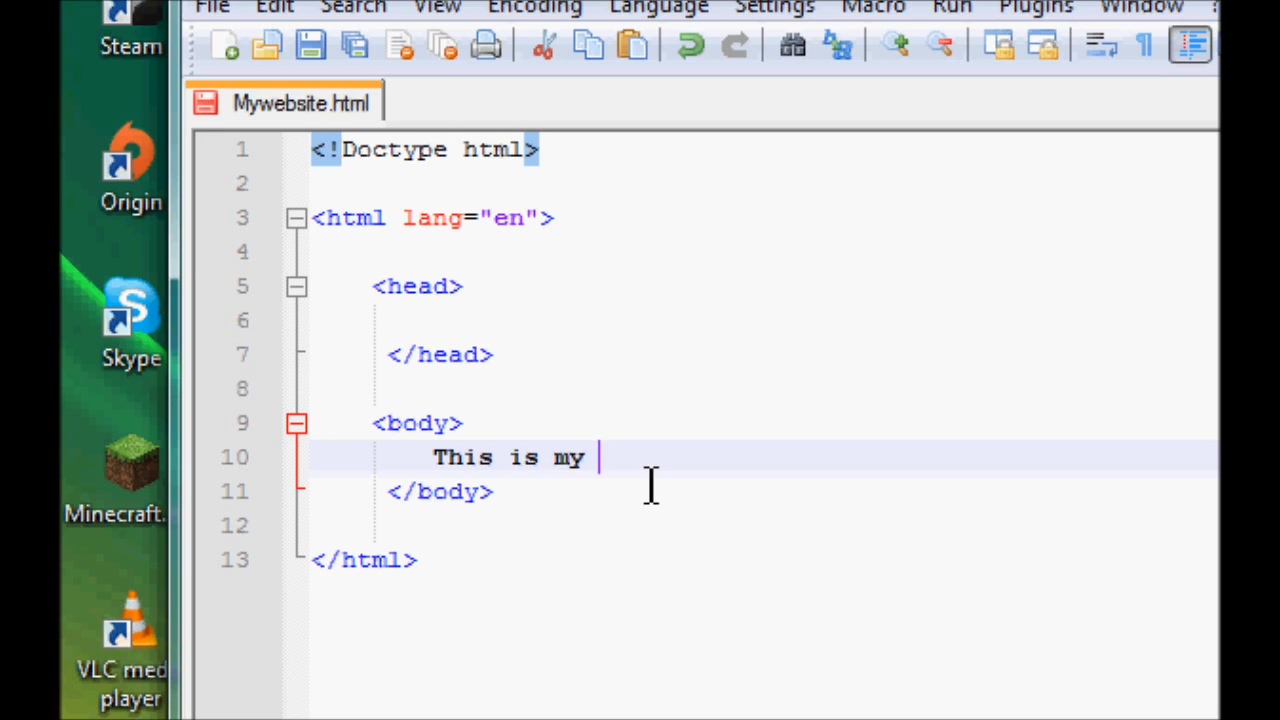 File Edit Search View Encoding Language Settings Macro Run Plugins Window ?
Mywebsite.html
1 <!Doctype html>
2
3 <html lang="en">
4
5 <head>
6
7 </head>
8
9 <body>
10 This is my
11 </body>
12
13 </html>
Steam
Origin
Skype
Minecraft.
VLC med
player